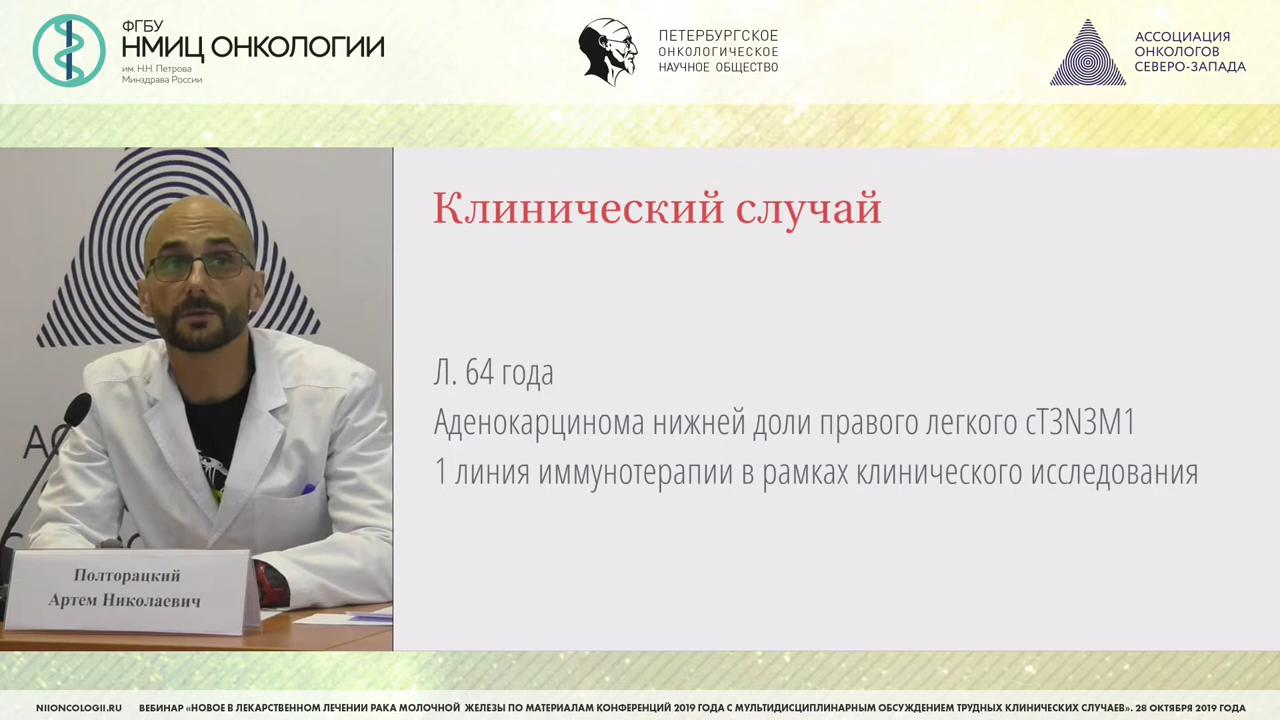 ФГБУ
НМИЦ ОНКОЛОГИИ
им. Н.Н. Петрова
Минздрава России
ПЕТЕРБУРГСКОЕ
ОНКОЛОГИЧЕСКОЕ
НАУЧНОЕ ОБЩЕСТВО
АССОЦИАЦИЯ
ОНКОЛОГОВ
СЕВЕРО-ЗАПАДА
Клинический случай
Л. 64 года
Аденокарцинома нижней доли правого легкого cT3N3M1
1 линия иммунотерапии в рамках клинического исследования
Полторацкий
Артем Николаевич
NIIONCOLOGII.RU ВЕБИНАР «НОВОЕ В ЛЕКАРСТВЕННОМ ЛЕЧЕНИИ РАКА МОЛОЧНОЙ ЖЕЛЕЗЫ ПО МАТЕРИАЛАМ КОНФЕРЕНЦИЙ 2019 ГОДА С МУЛЬТИДИСЦИПЛИНАРНЫМ ОБСУЖДЕНИЕМ ТРУДНЫХ КЛИНИЧЕСКИХ СЛУЧАЕВ». 28 ОКТЯБРЯ 2019 ГОДА